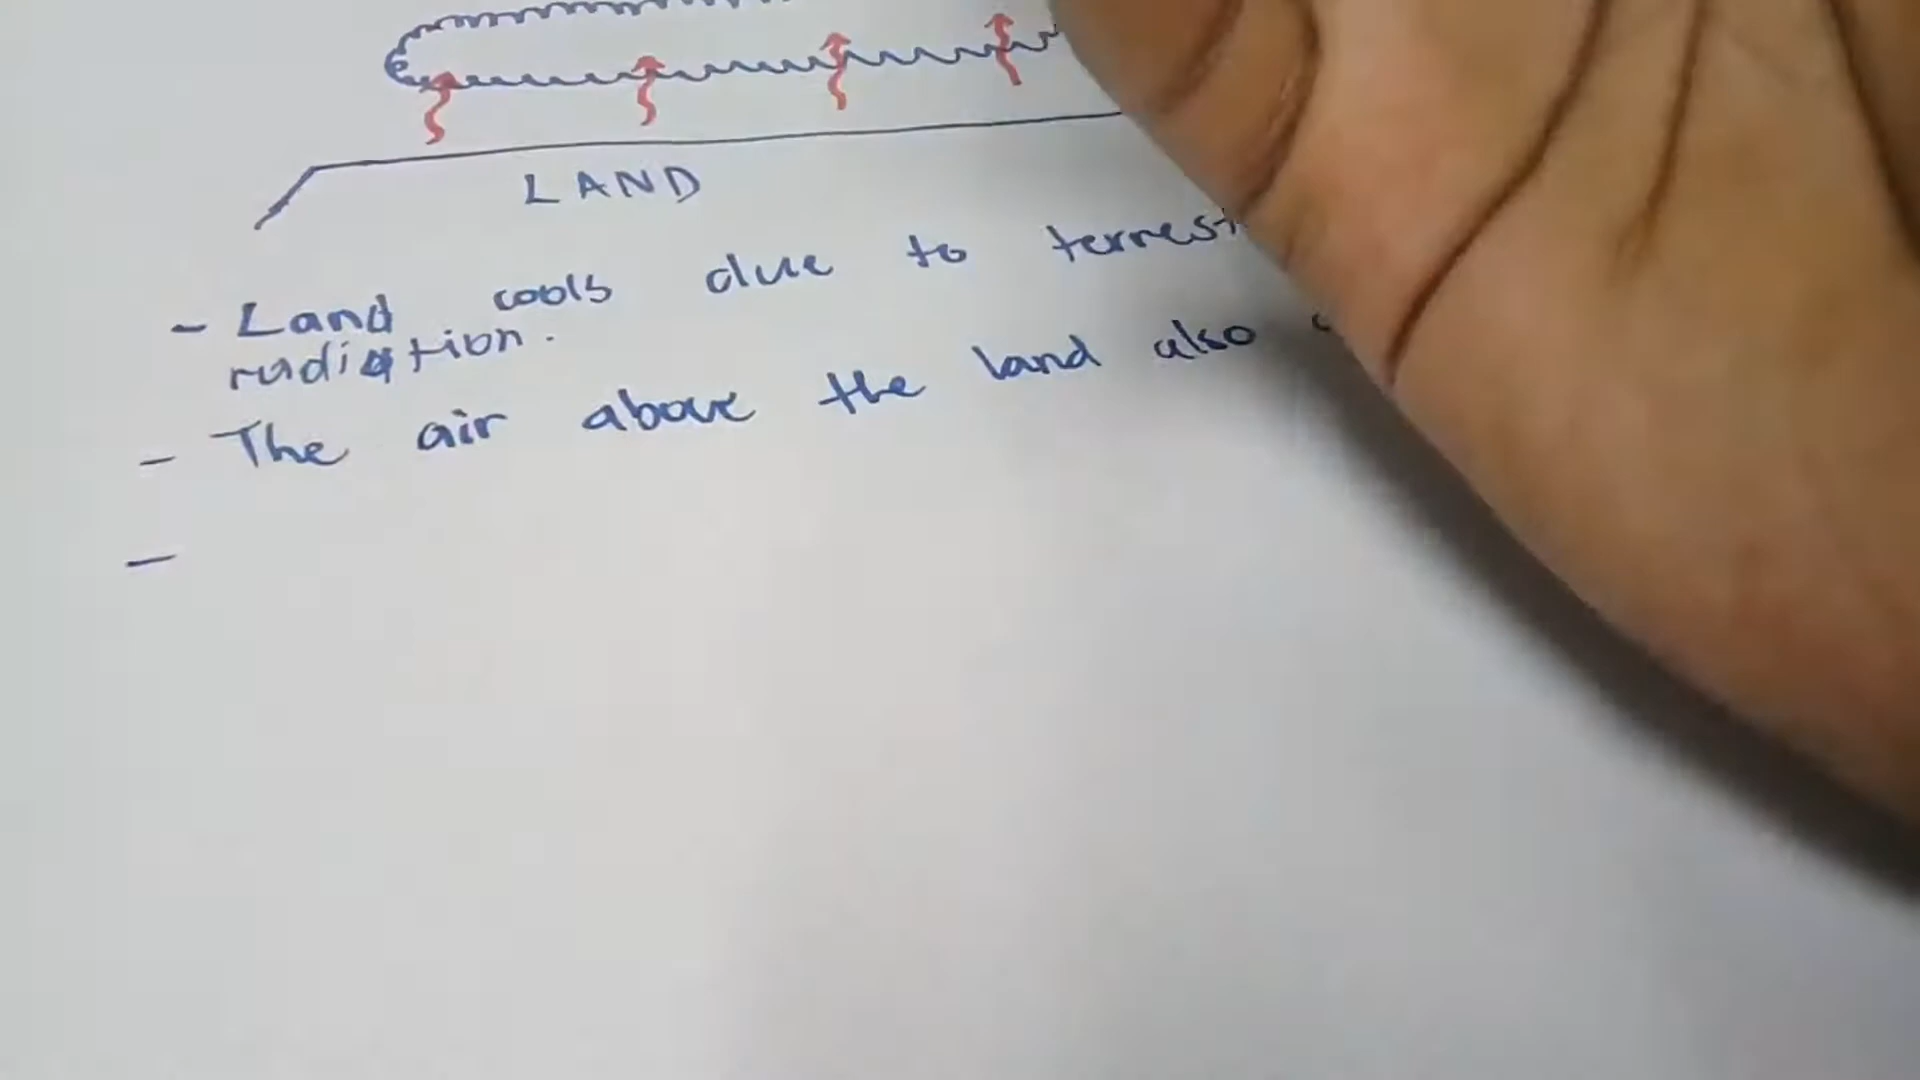 LAND
- Land cools due to
radiation.
- The air above the land also
-